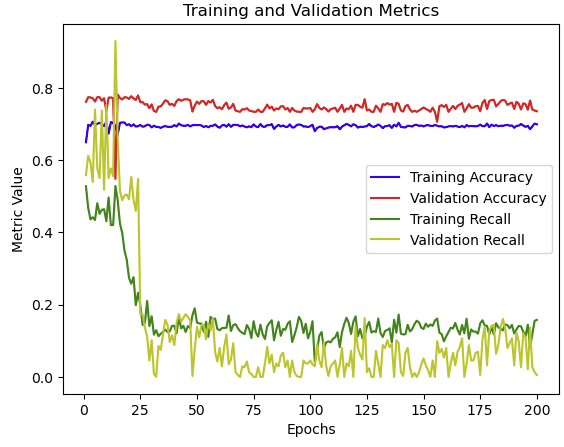 Training and Validation Metrics
Metric Value
0.8
0.6
0.4
0.2
0.0
Training Accuracy
Validation Accuracy
Training Recall
Validation Recall
0 25 50 75 100 125 150 175 200
Epochs